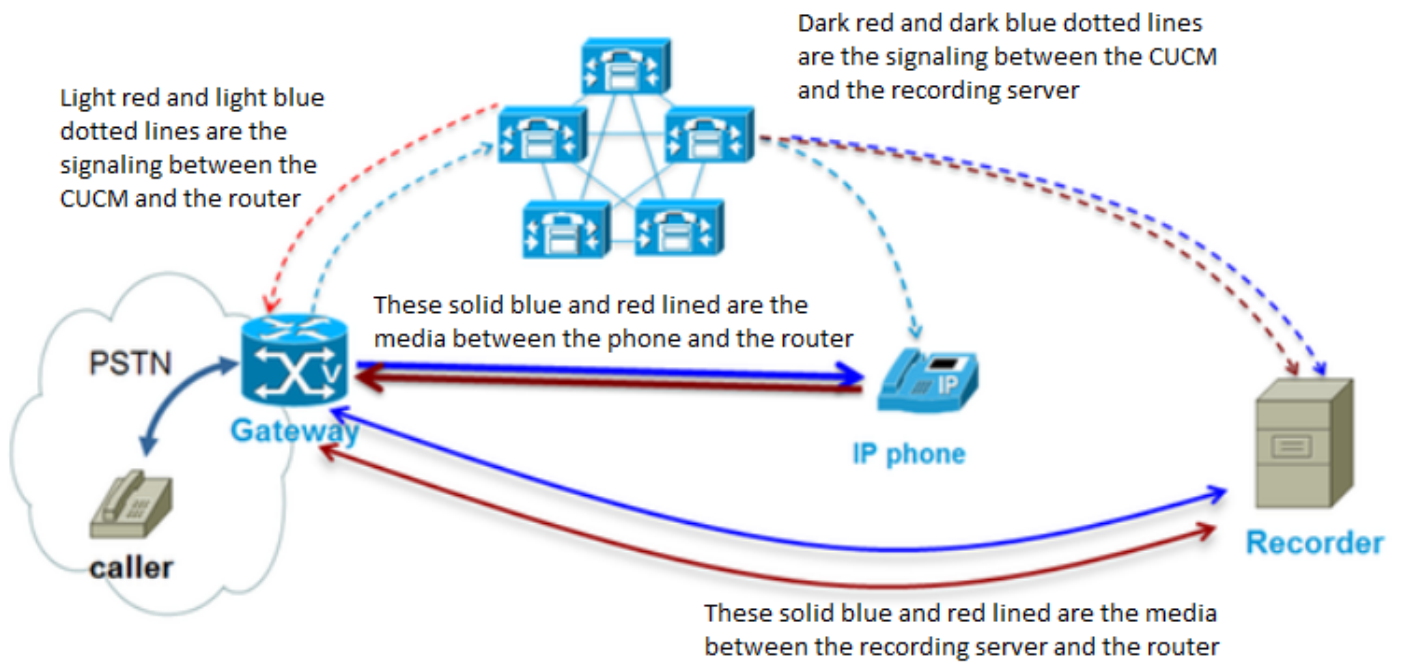 Dark red and dark blue dotted lines
are the signaling between the CUCM
and the recording server
Light red and light blue
dotted lines are the
signaling between the
CUCM and the router
These solid blue and red lined are the
media between the phone and the router
PSTN
V
IP
Gateway
IP phone
caller
Recorder
These solid blue and red lined are the media
between the recording server and the router